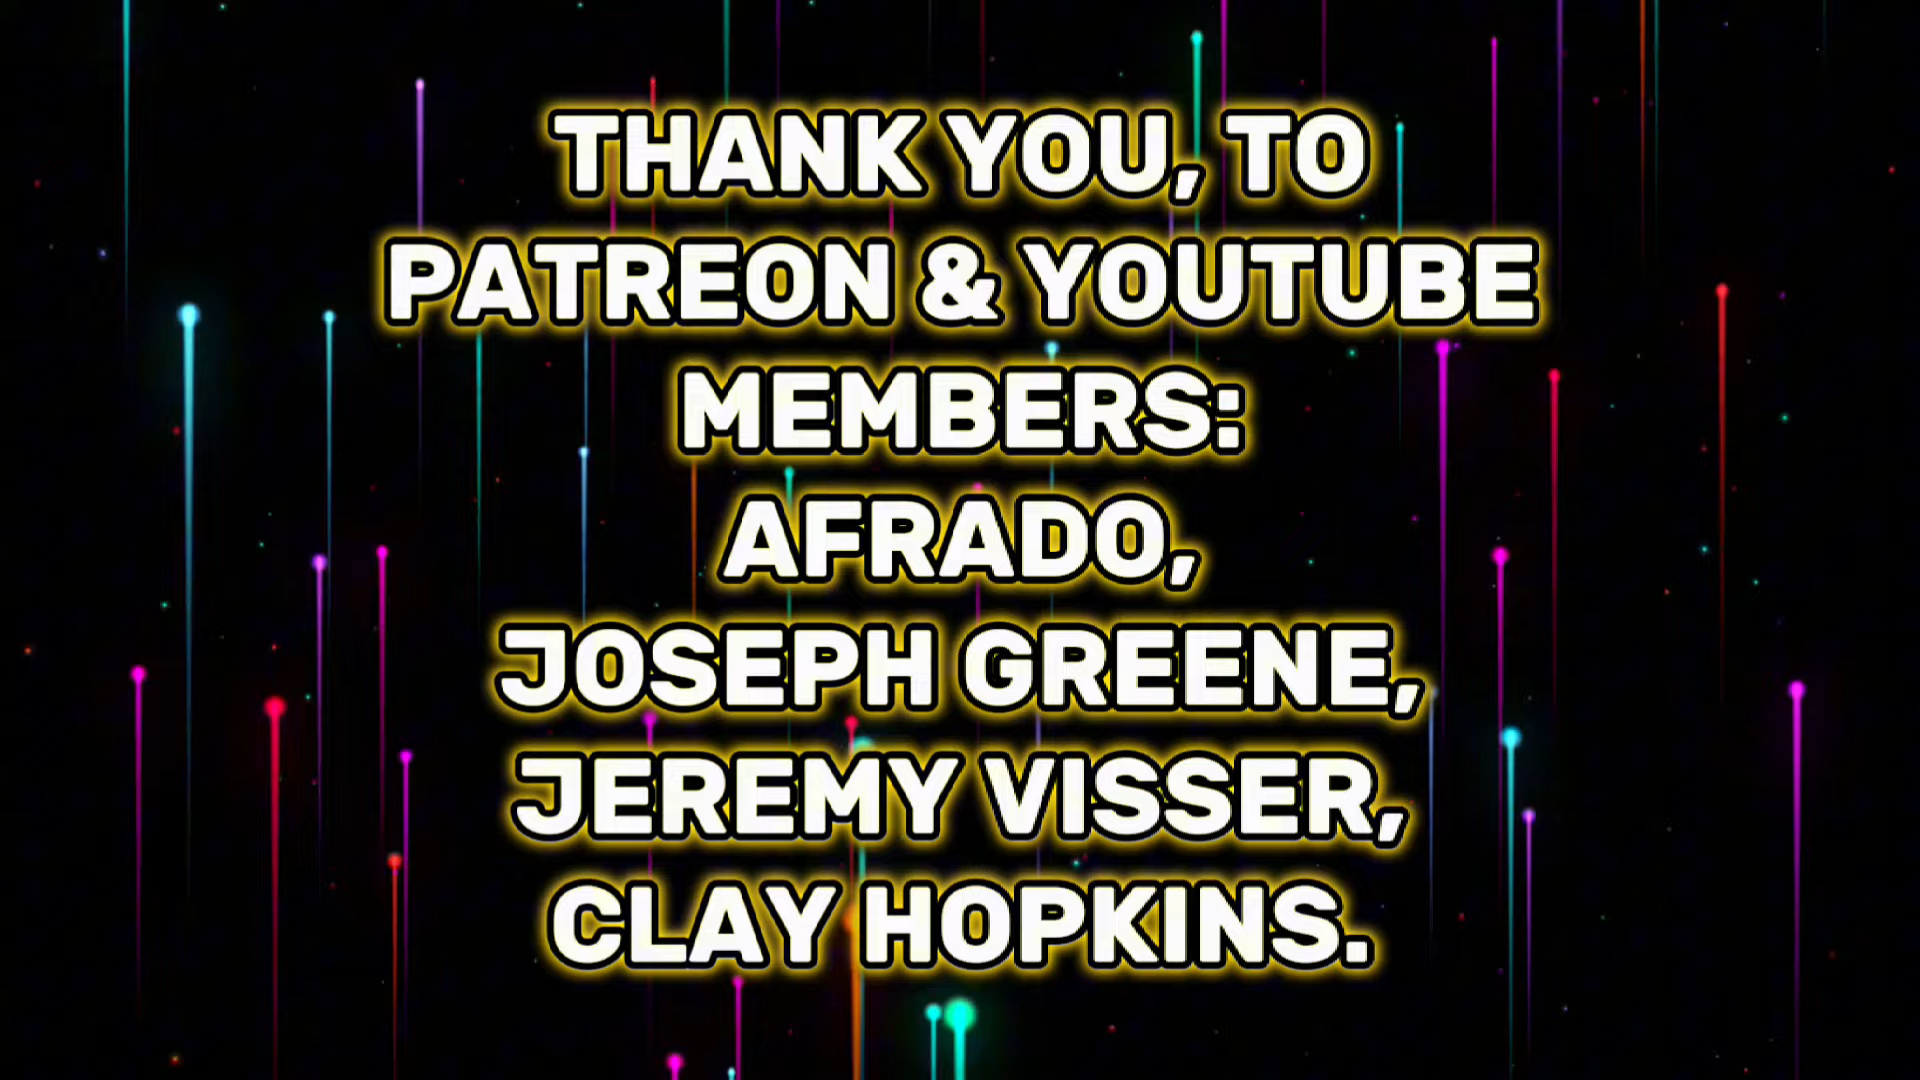 THANK YOU, TO
PATREON & YOUTUBE
MEMBERS:
AFRADO,
JOSEPH GREENE,
JEREMY VISSER,
CLAY HOPKINS.